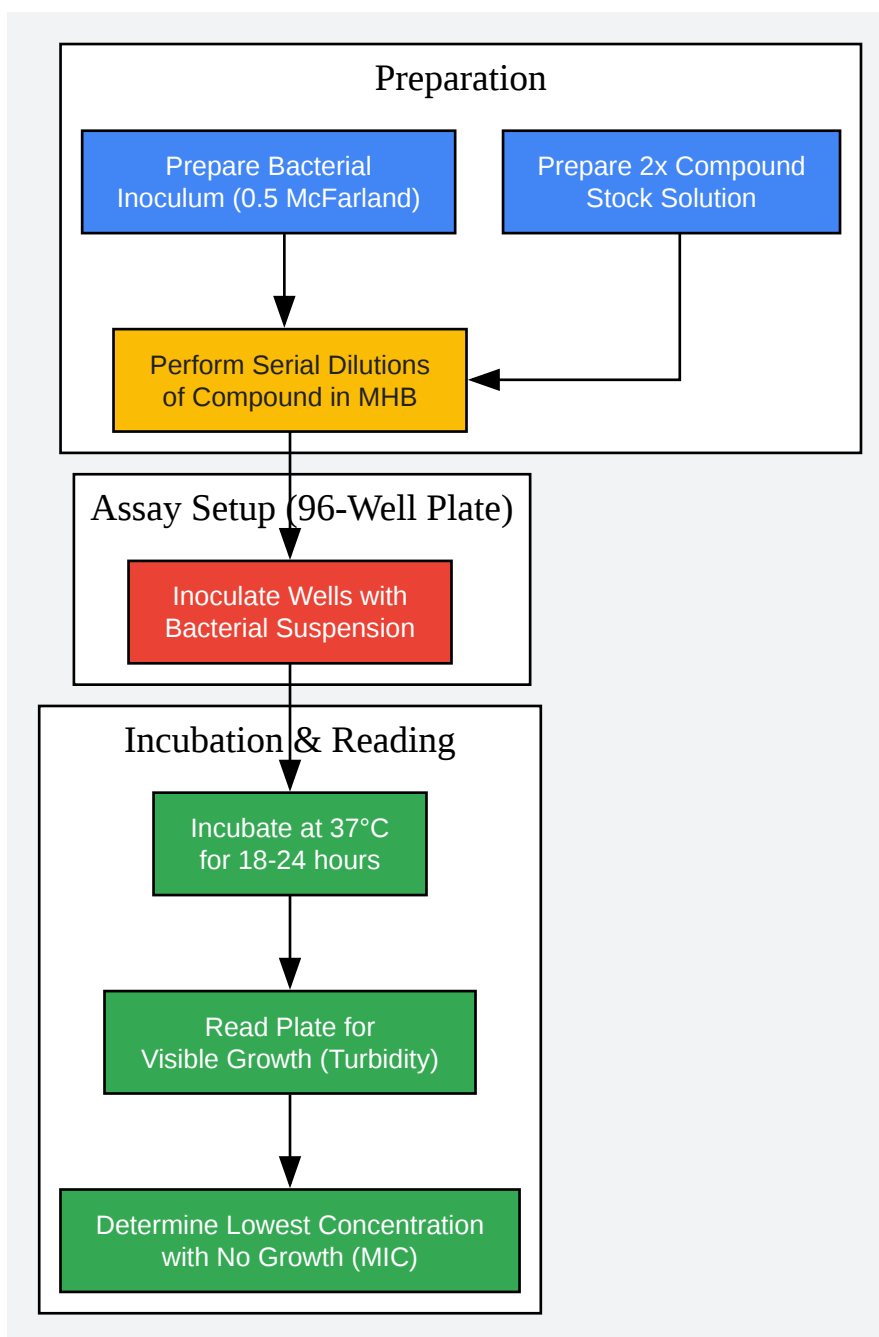 Preparation
Prepare Bacterial
Inoculum (0.5 McFarland)
Prepare 2x Compound
Stock Solution
Perform Serial Dilutions
of Compound in MHB
Assay Setup (96-Well Plate)
Inoculate Wells with
Bacterial Suspension
Incubation & Reading
Incubate at 37°C
for 18-24 hours
Read Plate for
Visible Growth (Turbidity)
Determine Lowest Concentration
with No Growth (MIC)